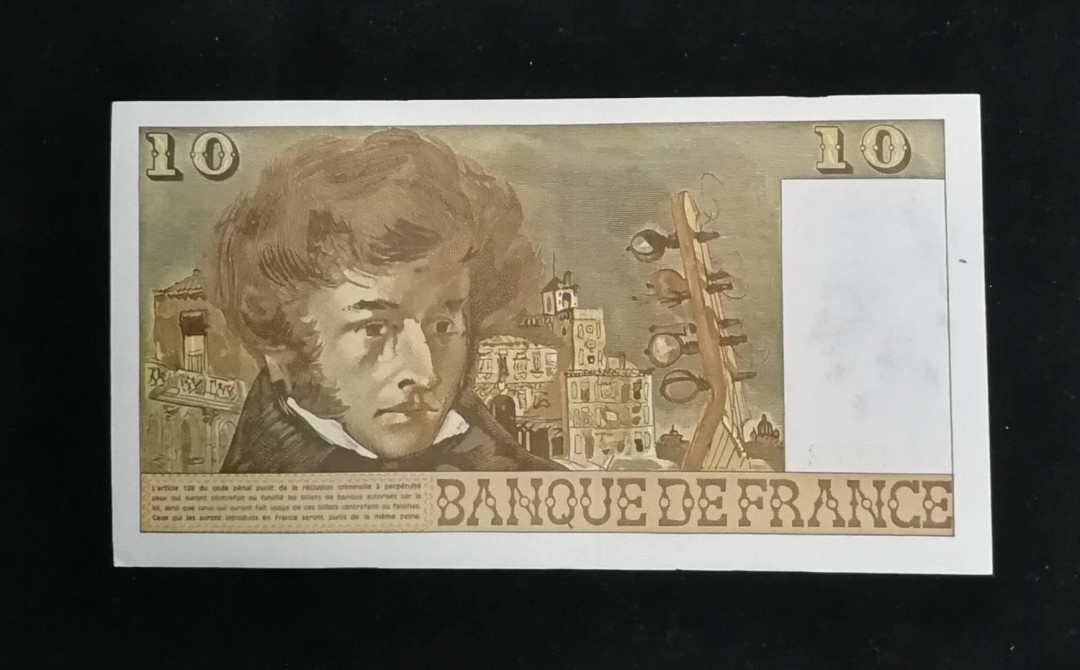 10
10
L'article 139 du code pénal punit de la réclusion criminelle à perpétuité
ceux qui auront contrefait ou falsifié les billets de banque autorisés par la
loi, ainsi que ceux qui auront fait usage de ces billets contrefaits ou falsifiés.
Ceux qui les auront introduits en France seront punis de la même peine.
BANQUE DE FRANCE